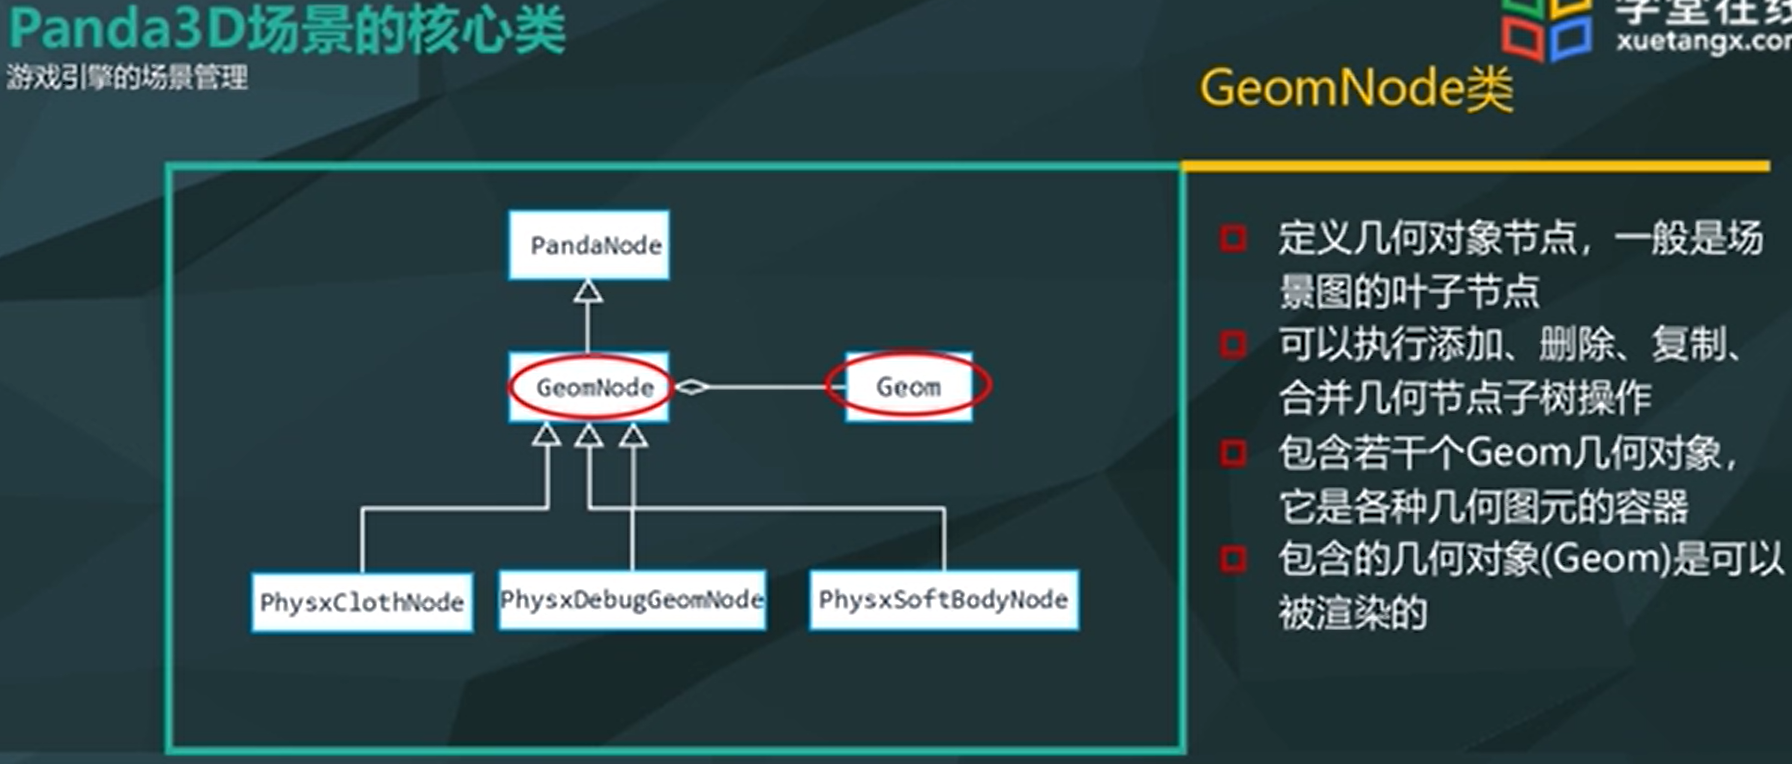 Panda3D场景的核心类
游戏引擎的场景管理
学堂在线
xuetangx.com
GeomNode类
PandaNode
GeomNode
Geom
PhysxClothNode
PhysxDebugGeomNode
PhysxSoftBodyNode
定义几何对象节点，一般是场
景图的叶子节点
可以执行添加、删除、复制、
合并几何节点子树操作
包含若干个Geom几何对象，
它是各种几何图元的容器
包含的几何对象(Geom)是可以
被渲染的